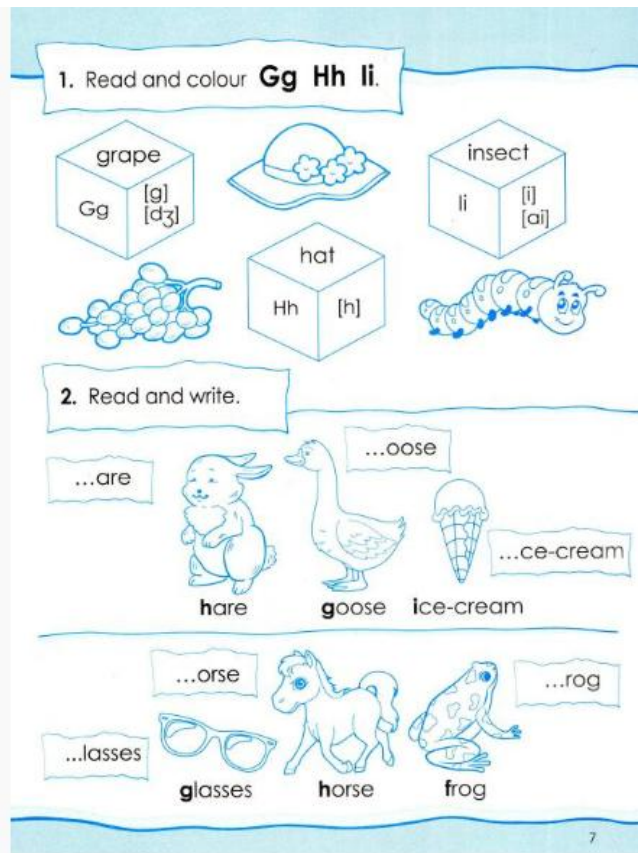 1. Read and colour Gg Hh Ii.
grape
Gg
[g]
[dʒ]
insect
Ii
[i]
[ai]
hat
Hh
[h]
2. Read and write.
...are
...oose
...ce-cream
hare goose ice-cream
...orse
...rog
...lasses
glasses horse frog
7